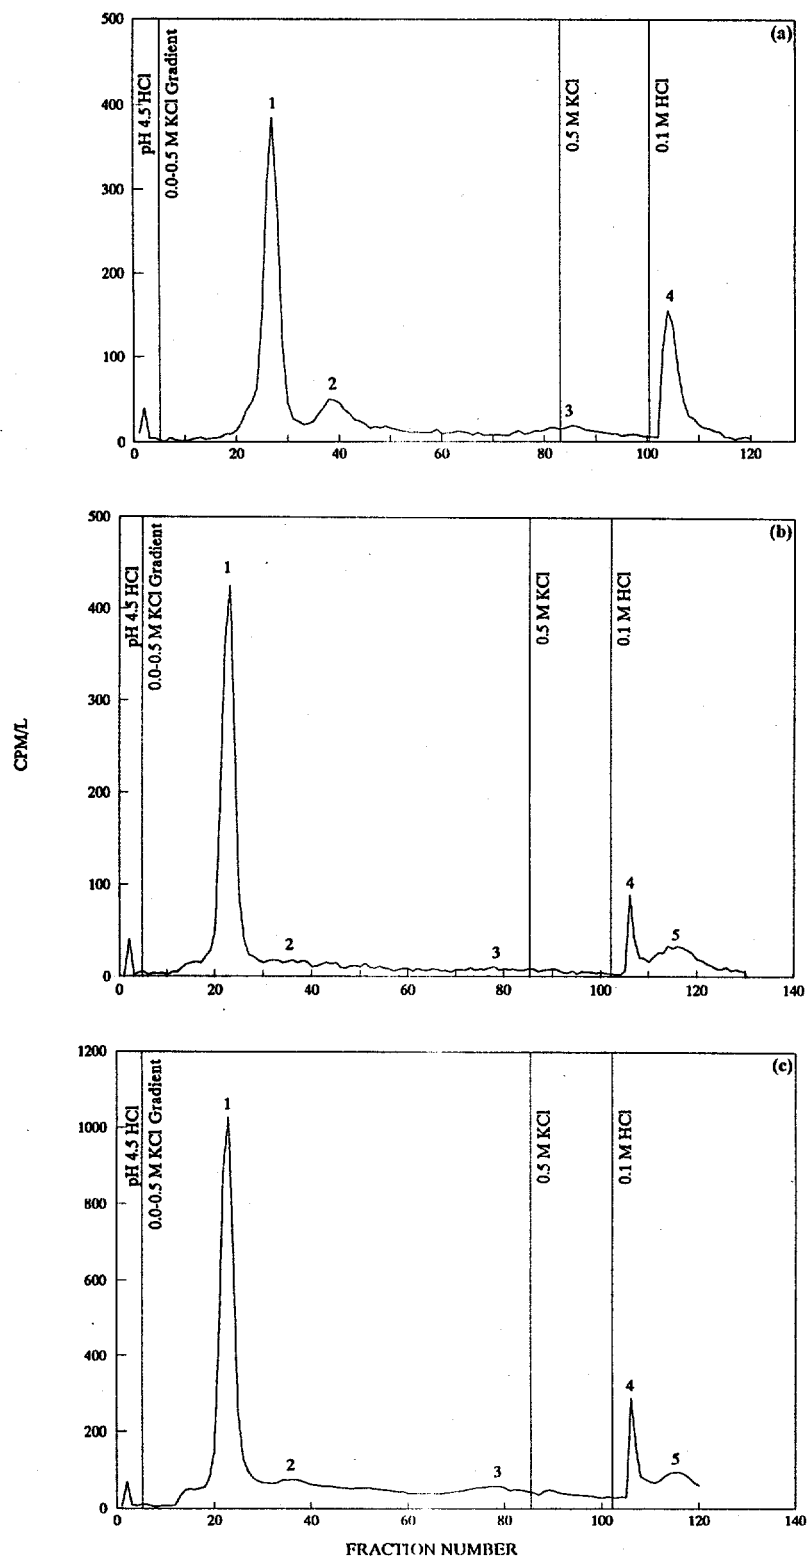 500
(a)
pH 4.5 HCl
0.0-0.5 M KCl Gradient
0.5 M KCl
0.1 M HCl
400
1
300
200
4
100
2
3
0
0 20 40 60 80 100 120
500
(b)
pH 4.5 HCl
0.0-0.5 M KCl Gradient
0.5 M KCl
0.1 M HCl
1
400
300
CPM/L
200
100
4
5
2
3
0
0 20 40 60 80 100 120 140
1200
(c)
pH 4.5 HCl
0.0-0.5 M KCl Gradient
0.5 M KCl
0.1 M HCl
1
1000
800
600
400
4
200
2
3
5
0
0 20 40 60 80 100 120 140
FRACTION NUMBER